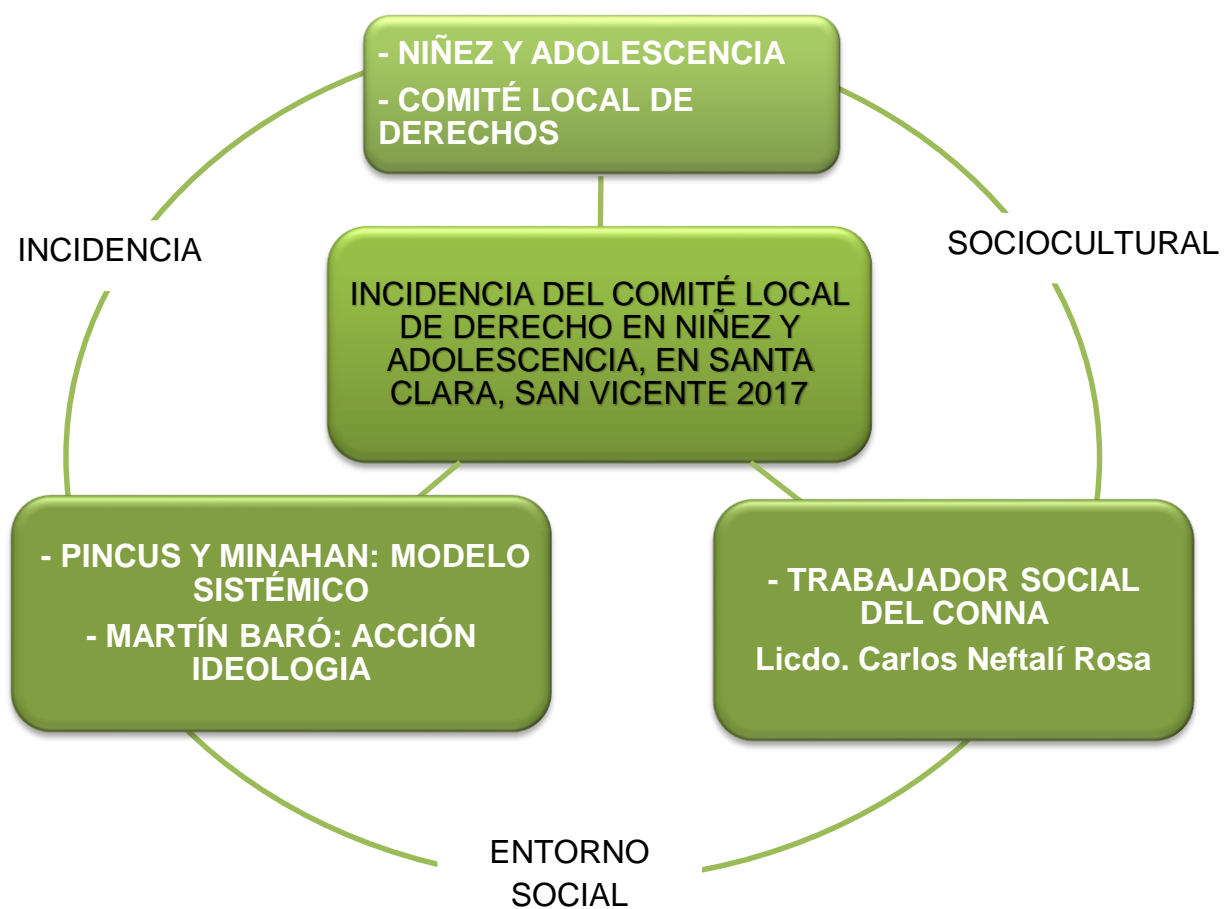 - NIÑEZ Y ADOLESCENCIA
- COMITÉ LOCAL DE
DERECHOS
INCIDENCIA
SOCIOCULTURAL
INCIDENCIA DEL COMITÉ LOCAL
DE DERECHO EN NIÑEZ Y
ADOLESCENCIA, EN SANTA
CLARA, SAN VICENTE 2017
- PINCUS Y MINAHAN: MODELO
SISTÉMICO
- MARTÍN BARÓ: ACCIÓN
IDEOLOGIA
- TRABAJADOR SOCIAL
DEL CONNA
Licdo. Carlos Neftalí Rosa
ENTORNO
SOCIAL